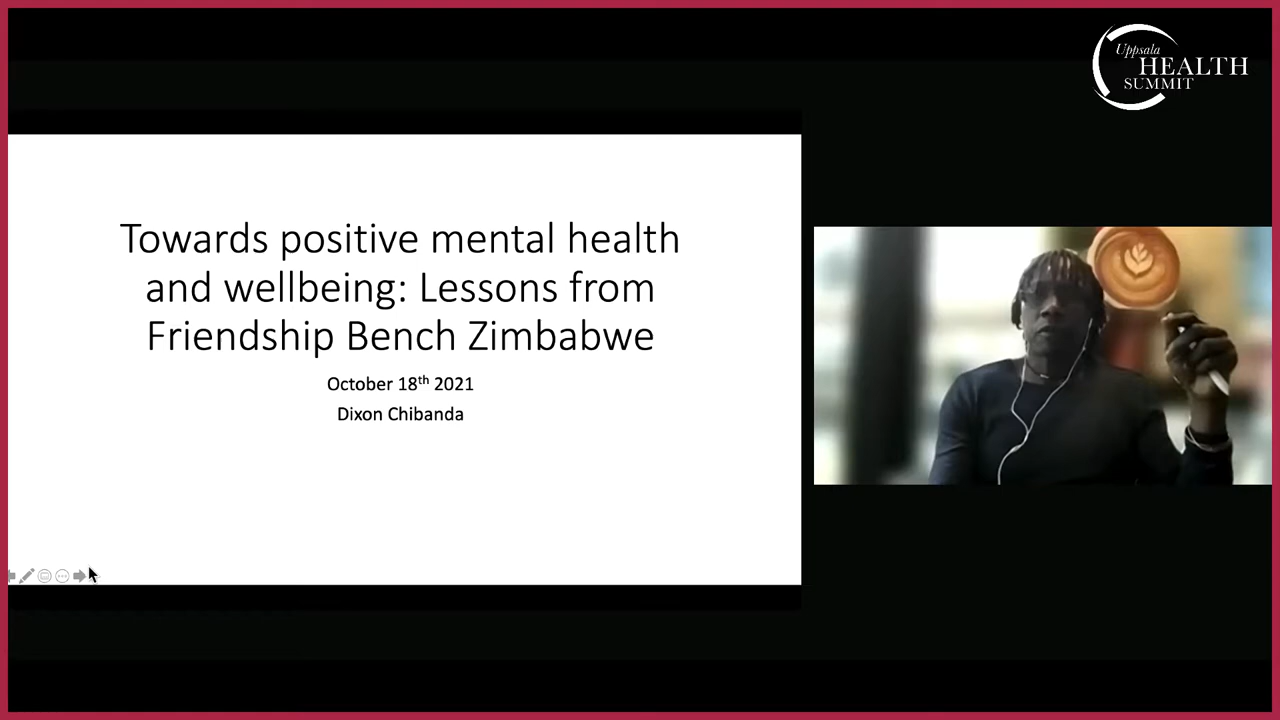 Uppsala
HEALTH
SUMMIT
Towards positive mental health
and wellbeing: Lessons from
Friendship Bench Zimbabwe
October 18th 2021
Dixon Chibanda